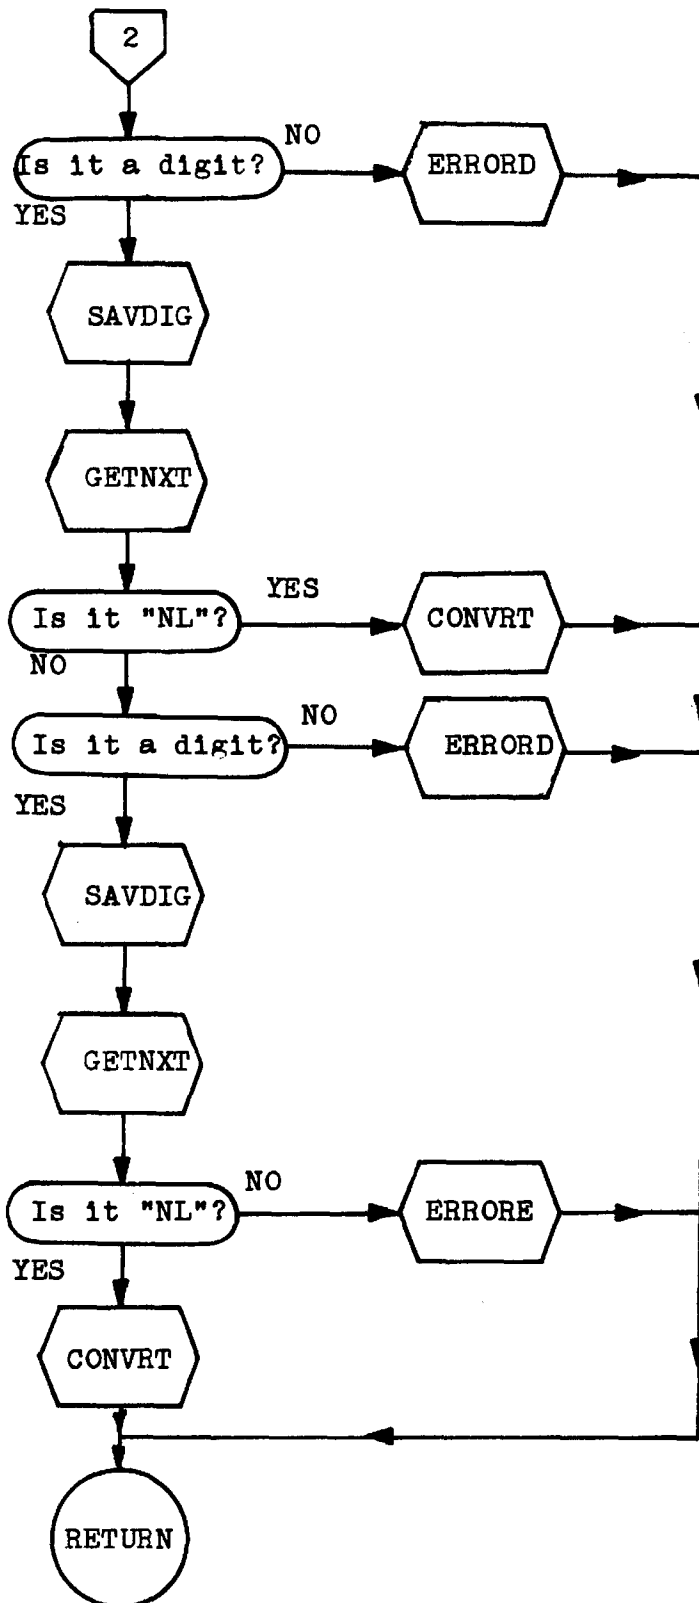 2
Is it a digit?
NO
ERRORD
YES
SAVDIG
GETNXT
Is it "NL"?
YES
CONVRT
NO
Is it a digit?
NO
ERRORD
YES
SAVDIG
GETNXT
Is it "NL"?
NO
ERRORE
YES
CONVRT
RETURN